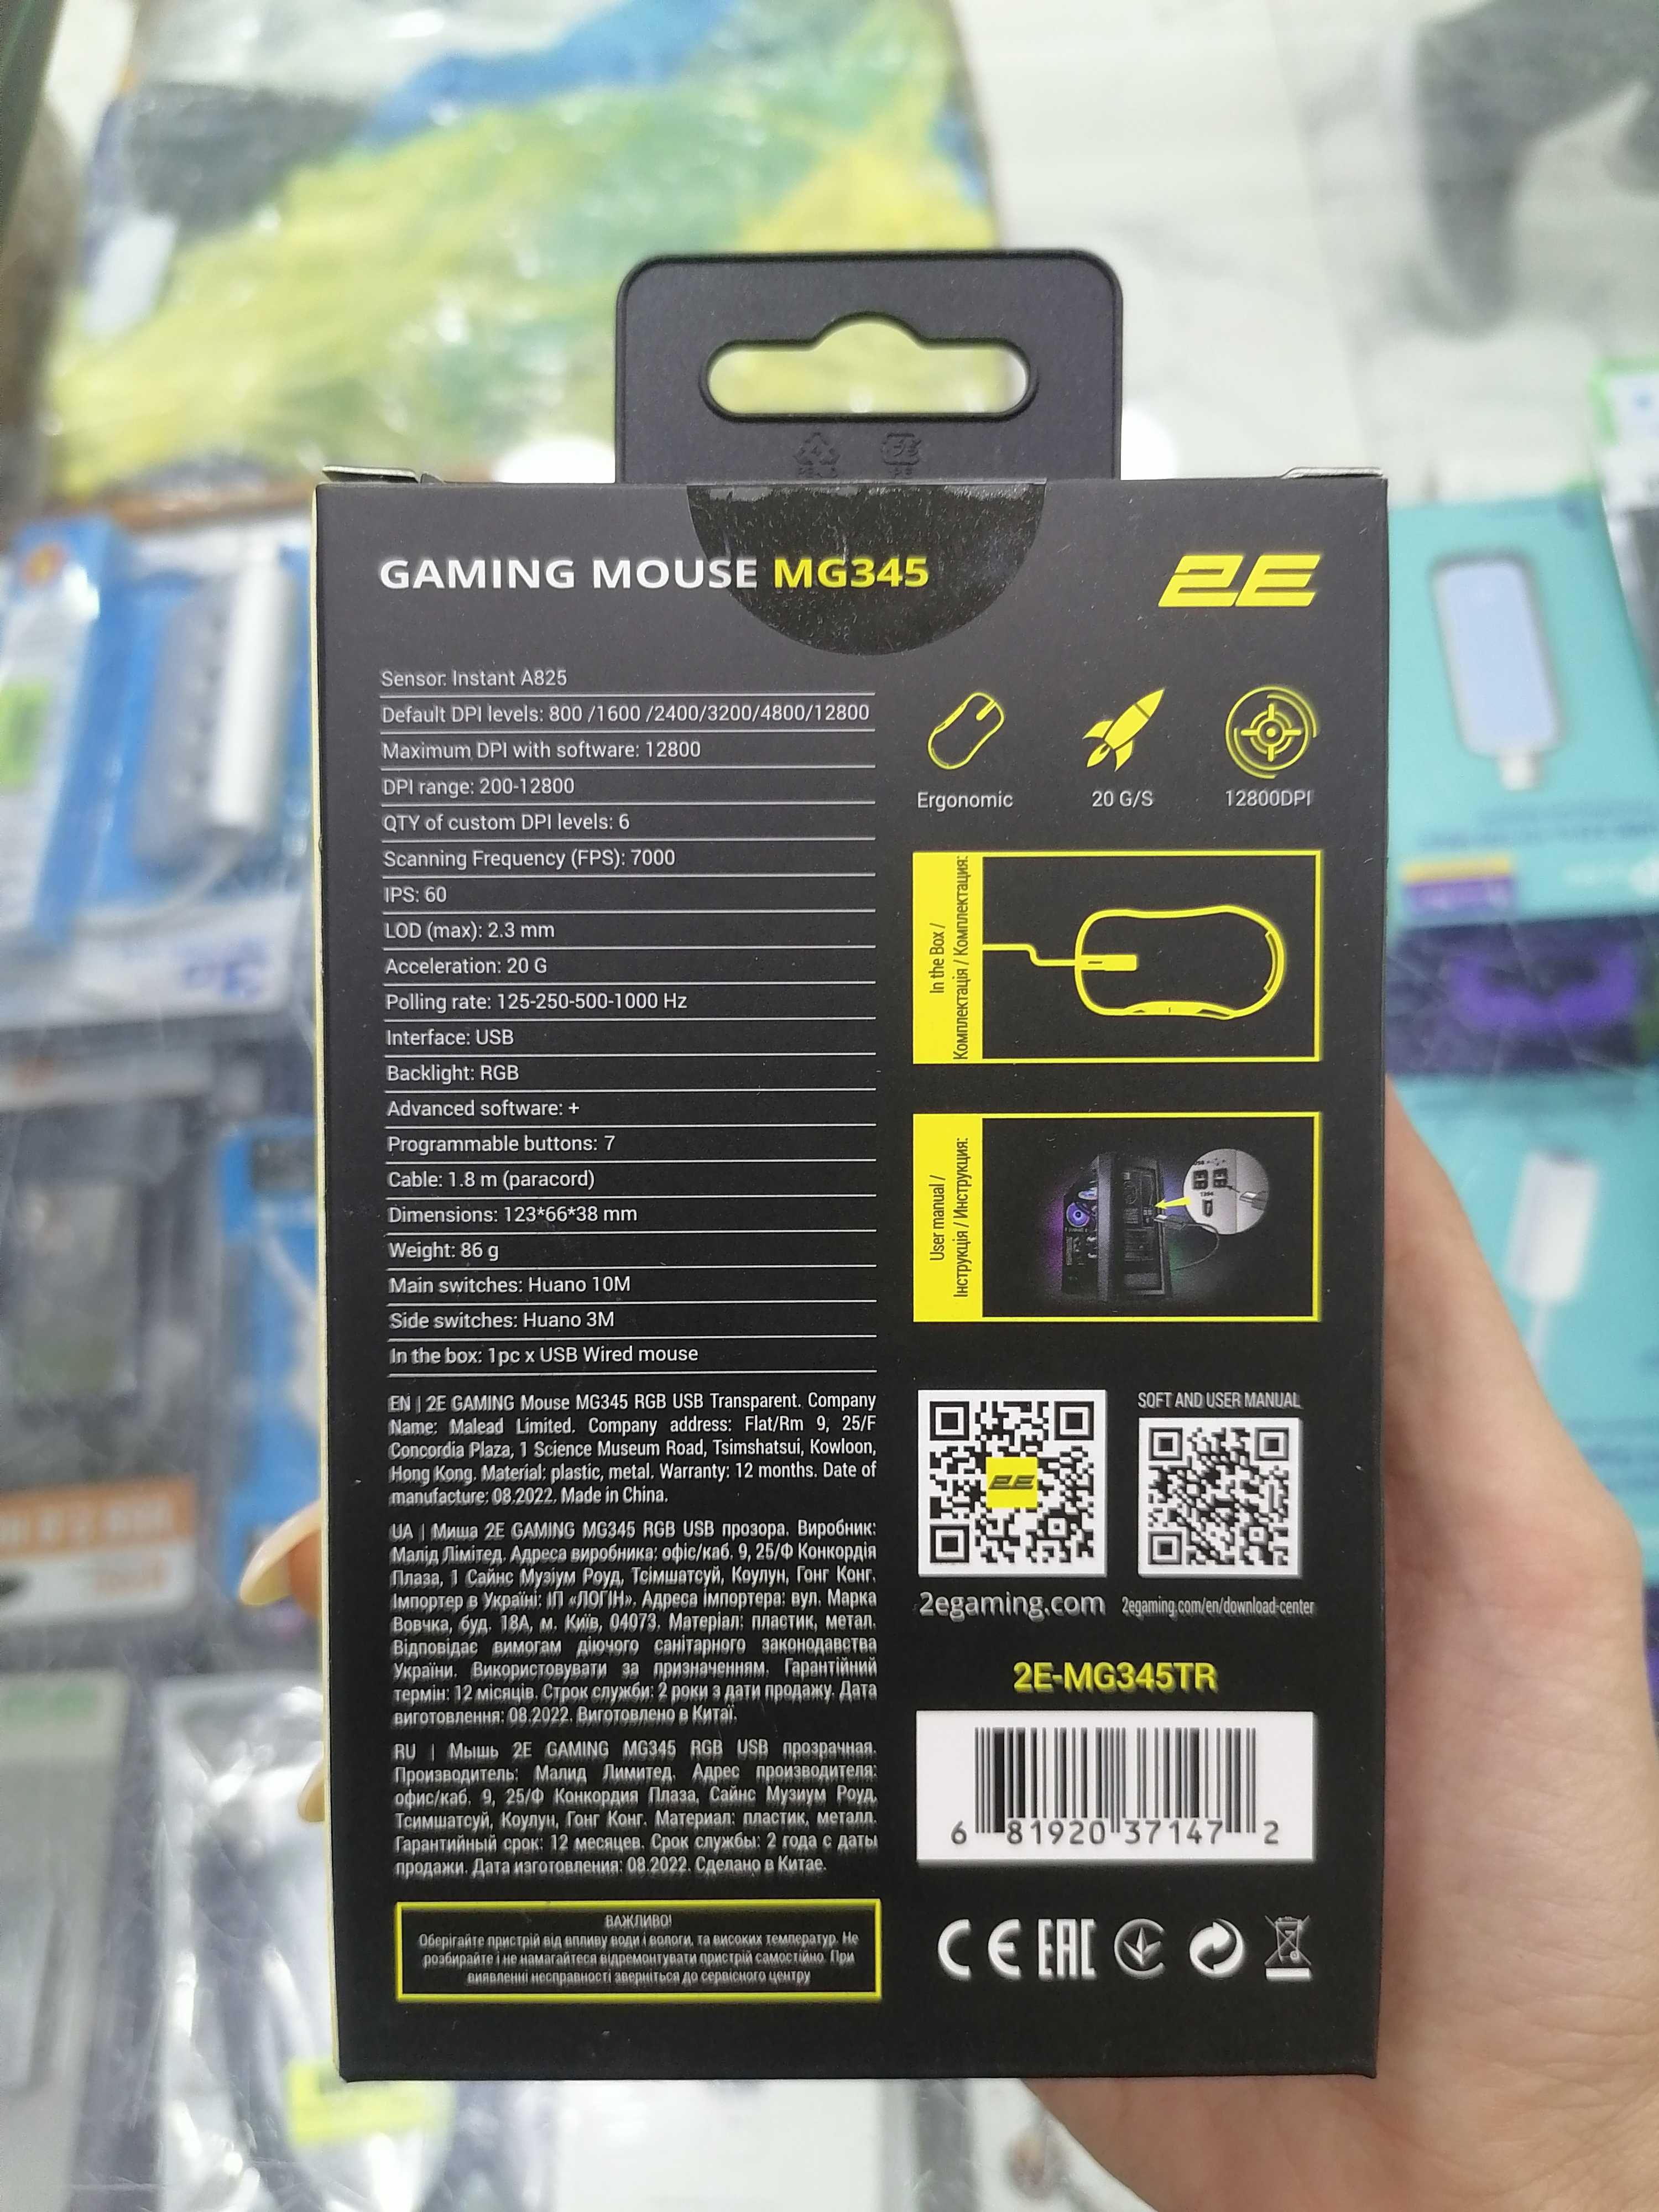 GAMING MOUSE MG345
2E
Sensor: Instant A825
Default DPI levels: 800 /1600 /2400/3200/4800/12800
Maximum DPI with software: 12800
DPI range: 200-12800
QTY of custom DPI levels: 6
Scanning Frequency (FPS): 7000
IPS: 60
LOD (max): 2.3 mm
Acceleration: 20 G
Polling rate: 125-250-500-1000 Hz
Interface: USB
Backlight: RGB
Advanced software: +
Programmable buttons: 7
Cable: 1.8 m (paracord)
Dimensions: 123*66*38 mm
Weight: 86 g
Main switches: Huano 10M
Side switches: Huano 3M
In the box: 1pc x USB Wired mouse
EN | 2E GAMING Mouse MG345 RGB USB Transparent. Company
Name: Malead Limited. Company address: Flat/Rm 9, 25/F
Concordia Plaza, 1 Science Museum Road, Tsimshatsui, Kowloon,
Hong Kong. Material: plastic, metal. Warranty: 12 months. Date of
manufacture: 08.2022. Made in China.
UA | Миша 2E GAMING MG345 RGB USB прозора. Виробник:
Малід Лімітед. Адреса виробника: офіс/каб. 9, 25/Ф Конкордія
Плаза, 1 Сайнс Музіум Роуд, Тсімшатсуй, Коулун, Гонг Конг.
Імпортер в Україні: ІП «ЛОГІН». Адреса імпортера: вул. Марка
Вовчка, буд. 18А, м. Київ, 04073. Матеріал: пластик, метал.
Відповідає вимогам діючого санітарного законодавства
України. Використовувати за призначенням. Гарантійний
термін: 12 місяців. Строк служби: 2 роки з дати продажу. Дата
виготовлення: 08.2022. Виготовлено в Китаї.
RU | Мышь 2E GAMING MG345 RGB USB прозрачная.
Производитель: Малид Лимитед. Адрес производителя:
офис/каб. 9, 25/Ф Конкордия Плаза, Сайнс Музиум Роуд,
Тсимшатсуй, Коулун, Гонг Конг. Материал: пластик, металл.
Гарантийный срок: 12 месяцев. Срок службы: 2 года с даты
продажи. Дата изготовления: 08.2022. Сделано в Китае.
ВАЖЛИВО!
Оберігайте пристрій від впливу води і вологи, та високих температур. Не
розбирайте і не намагайтеся відремонтувати пристрій самостійно. При
виявленні несправності зверніться до сервісного центру
Ergonomic
20 G/S
12800DPI
In the Box /
Комплектація / Комплектация:
User manual /
Інструкція / Инструкция:
SOFT AND USER MANUAL
2E
2egaming.com
2egaming.com/en/download-center
2E-MG345TR
6 81920 37147 2
CE EAC